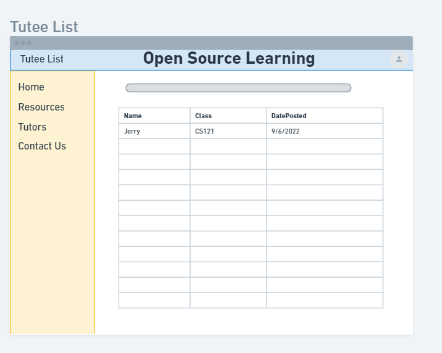 Tutee List
Tutee List Open Source Learning
Home
Resources
Tutors
Contact Us
Name Class DatePosted
Jerry CS121 9/6/2022